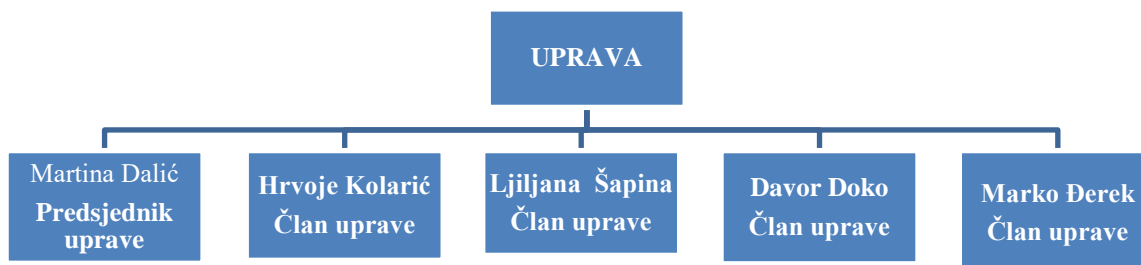 UPRAVA
Martina Dalić
Predsjednik
uprave
Hrvoje Kolarić
Član uprave
Ljiljana Šapina
Član uprave
Davor Doko
Član uprave
Marko Đerek
Član uprave